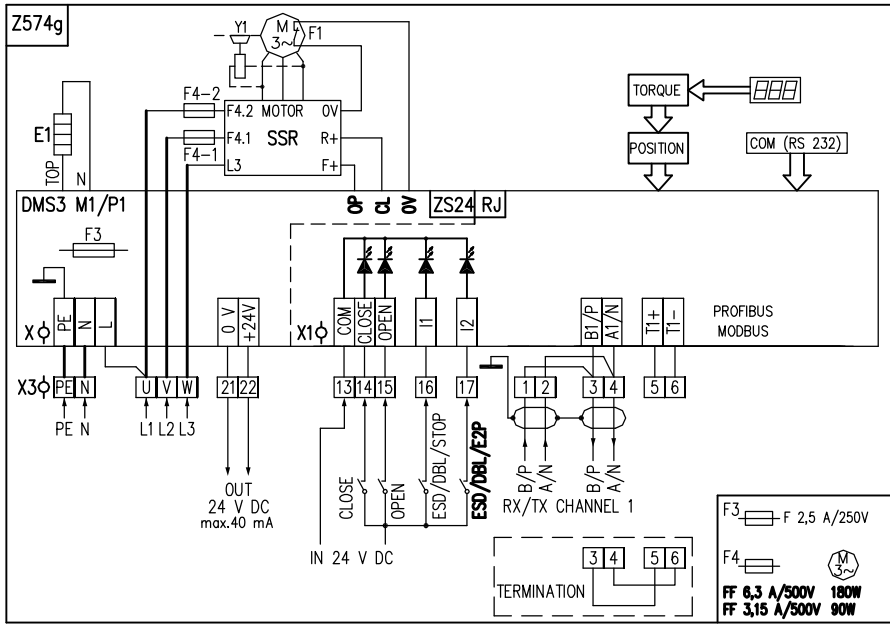 Z574g
Y1
M
3~
F1
F4-2
F4.2 MOTOR 0V
F4.1 SSR R+
F4-1
L3 F+
E1
TOP
N
TORQUE
POSITION
COM (RS 232)
DMS3 M1/P1
OP
CL
0V
ZS24 RJ
F3
X
PE
N
L
0 V
+24V
X1
COM
CLOSE
OPEN
I1
I2
B1/P
A1/N
T1+
T1-
PROFIBUS
MODBUS
X3 PE N U V W 21 22 13 14 15 16 17 1 2 3 4 5 6
PE N L1 L2 L3
OUT
24 V DC
max.40 mA
CLOSE
OPEN
ESD/DBL/STOP
ESD/DBL/E2P
IN 24 V DC
B/P
A/N
B/P
A/N
RX/TX CHANNEL 1
TERMINATION 3 4 5 6
F3 F 2,5 A/250V
F4 M
3~
FF 6,3 A/500V 180W
FF 3,15 A/500V 90W